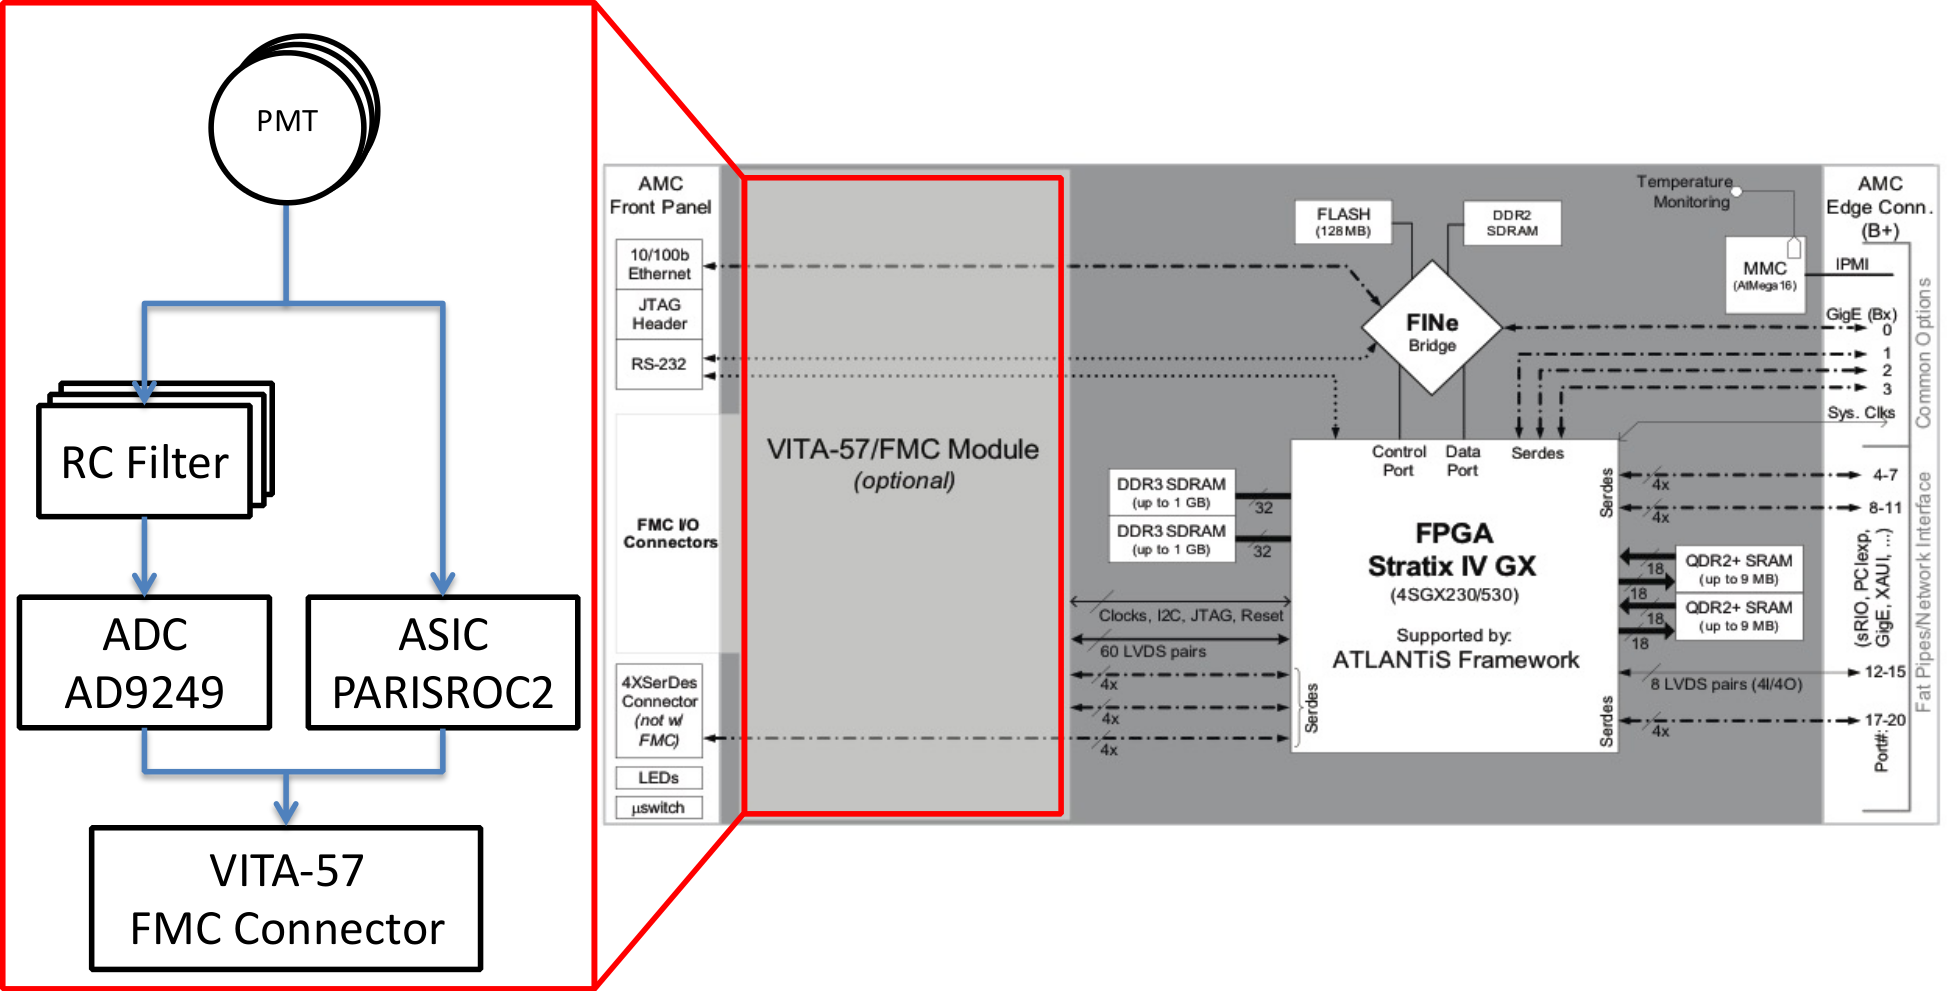 PMT
RC Filter
ADC
AD9249
ASIC
PARISROC2
VITA-57
FMC Connector
AMC
Front Panel
10/100b
Ethernet
JTAG
Header
RS-232
FMC I/O
Connectors
4XSerDes
Connector
(not w/
FMC)
LEDs
µswitch
VITA-57/FMC Module
(optional)
FLASH
(128MB)
DDR2
SDRAM
Temperature
Monitoring
MMC
(AtMega16)
FINe
Bridge
DDR3 SDRAM
(up to 1 GB)
32
DDR3 SDRAM
(up to 1 GB)
32
Clocks, I2C, JTAG, Reset
60 LVDS pairs
4x
4x
4x
Serdes
Control
Port
Data
Port
Serdes
Serdes
FPGA
Stratix IV GX
(4SGX230/530)
Supported by:
ATLANTiS Framework
Serdes
4x
4x
18
18
18
18
QDR2+ SRAM
(up to 9 MB)
QDR2+ SRAM
(up to 9 MB)
8 LVDS pairs (4I/4O)
4x
AMC
Edge Conn.
(B+)
IPMI
GigE (Bx)
0
1
2
3
Sys. Clks
4-7
8-11
(sRIO, PCIexp,
GigE, XAUI, ...)
12-15
17-20
Port#:
Common Options
Fat Pipes/Network Interface